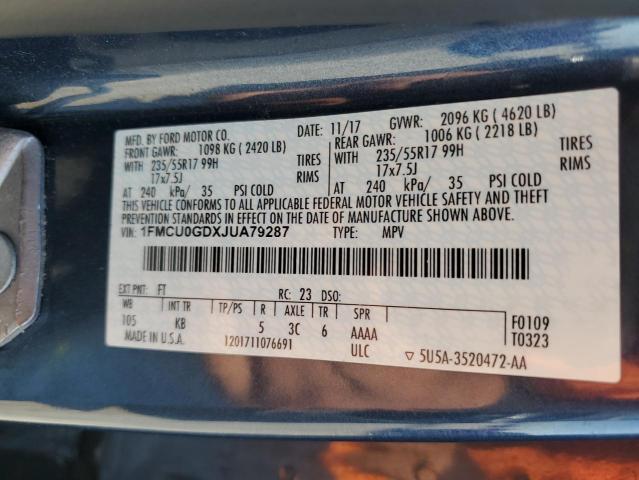 MFD. BY FORD MOTOR CO.
DATE: 11/17 GVWR: 2096 KG ( 4620 LB)
FRONT GAWR: 1098 KG ( 2420 LB) REAR GAWR: 1006 KG ( 2218 LB)
WITH 235/55R17 99H TIRES WITH 235/55R17 99H TIRES
17x7.5J RIMS 17x7.5J RIMS
AT 240 kPa/ 35 PSI COLD AT 240 kPa/ 35 PSI COLD
THIS VEHICLE CONFORMS TO ALL APPLICABLE FEDERAL MOTOR VEHICLE SAFETY AND THEFT PREVENTION
STANDARDS IN EFFECT ON THE DATE OF MANUFACTURE SHOWN ABOVE.
VIN: 1FMCU0GDXJUA79287 TYPE: MPV
EXT PNT: FT RC: 23 DSO:
WB INT TR TP/PS R AXLE TR SPR
105 KB 5 3C 6 AAAA F0109
MADE IN U.S.A. 1201711076691 ULC T0323
▽ 5U5A-3520472-AA